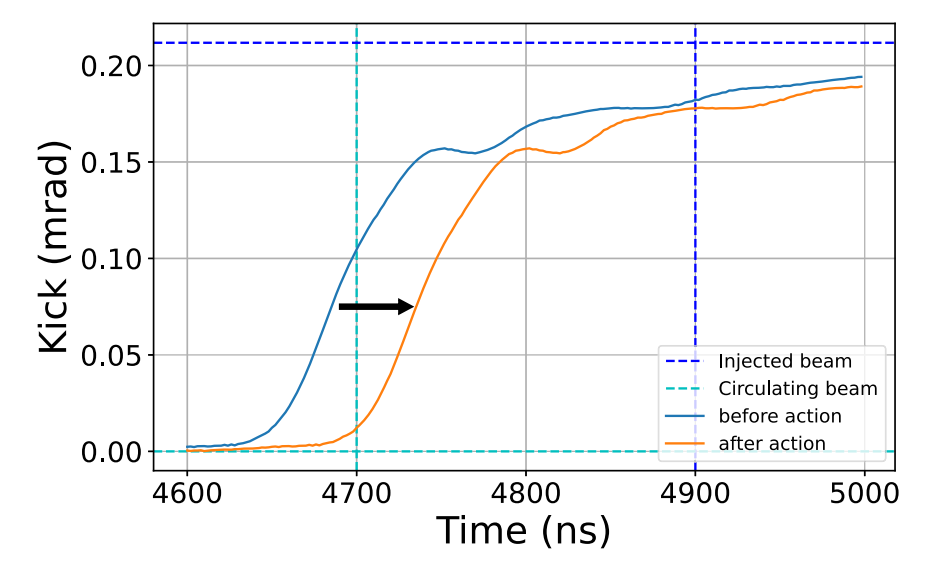 Kick (mrad)
0.20
0.15
0.10
0.05
0.00
4600 4700 4800 4900 5000
Time (ns)
Injected beam
Circulating beam
before action
after action